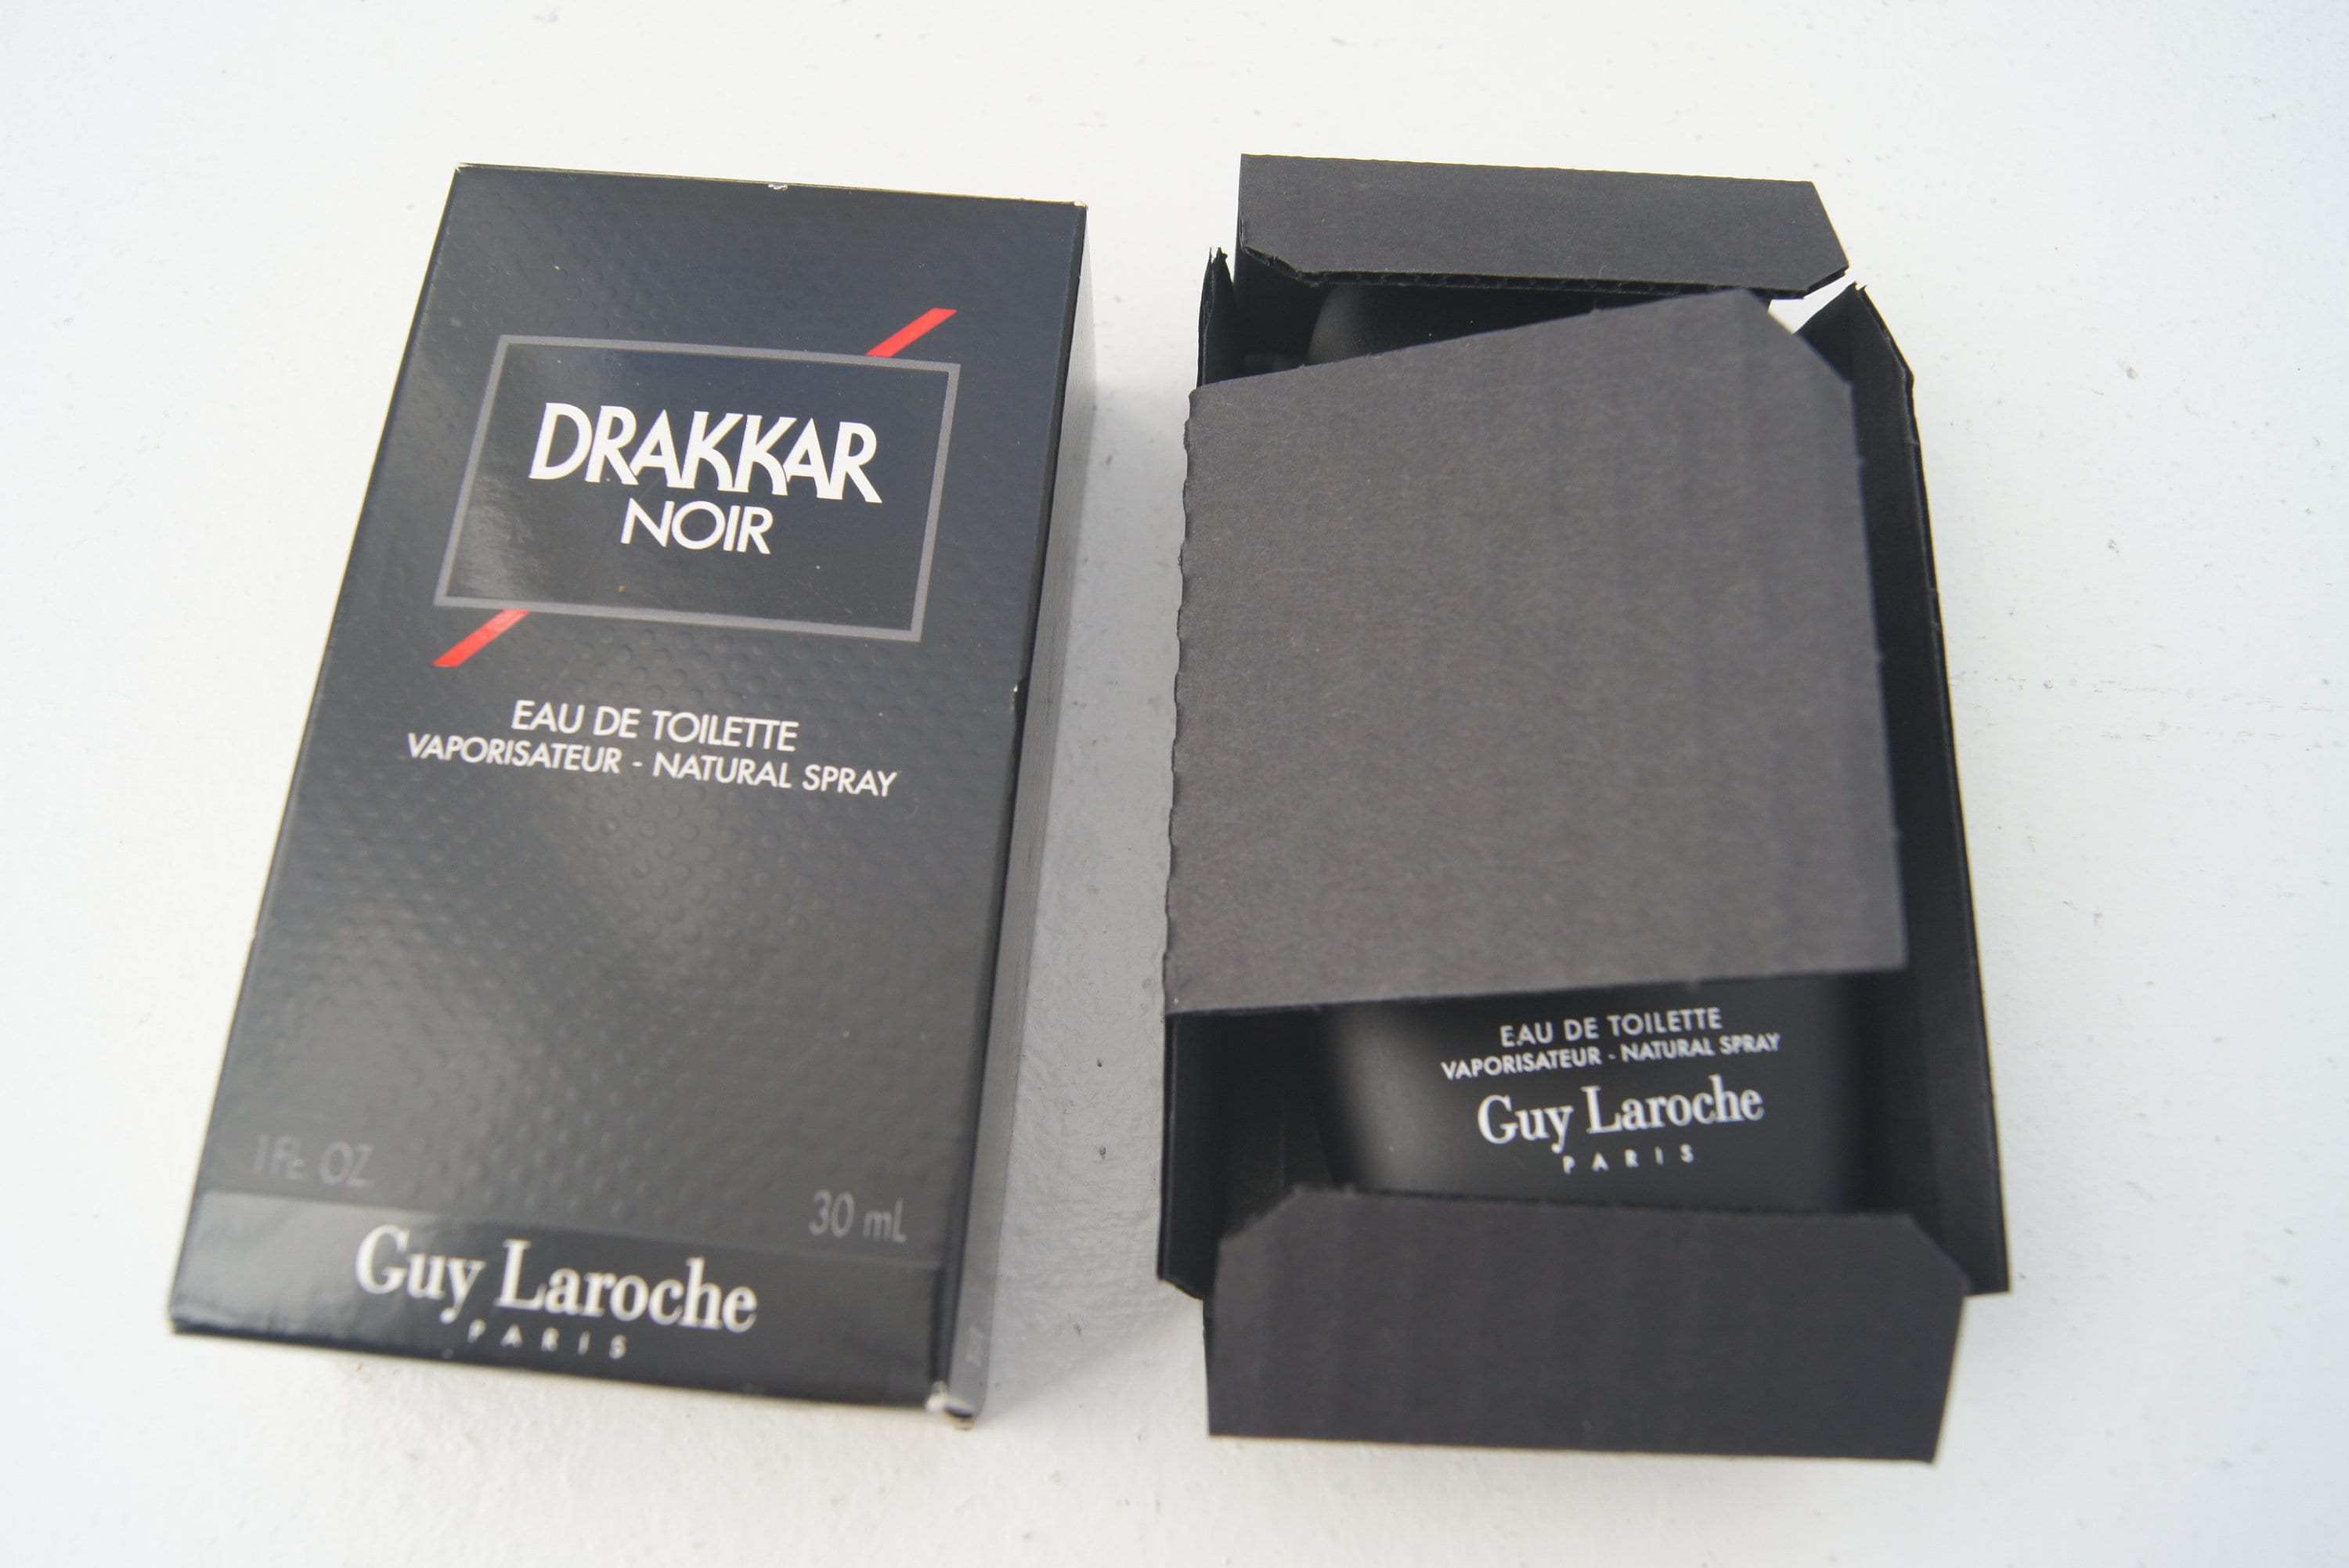 DRAKKAR
NOIR
EAU DE TOILETTE
VAPORISATEUR - NATURAL SPRAY
1 FL. OZ.
30 mL
Guy Laroche
PARIS
EAU DE TOILETTE
VAPORISATEUR - NATURAL SPRAY
Guy Laroche
PARIS